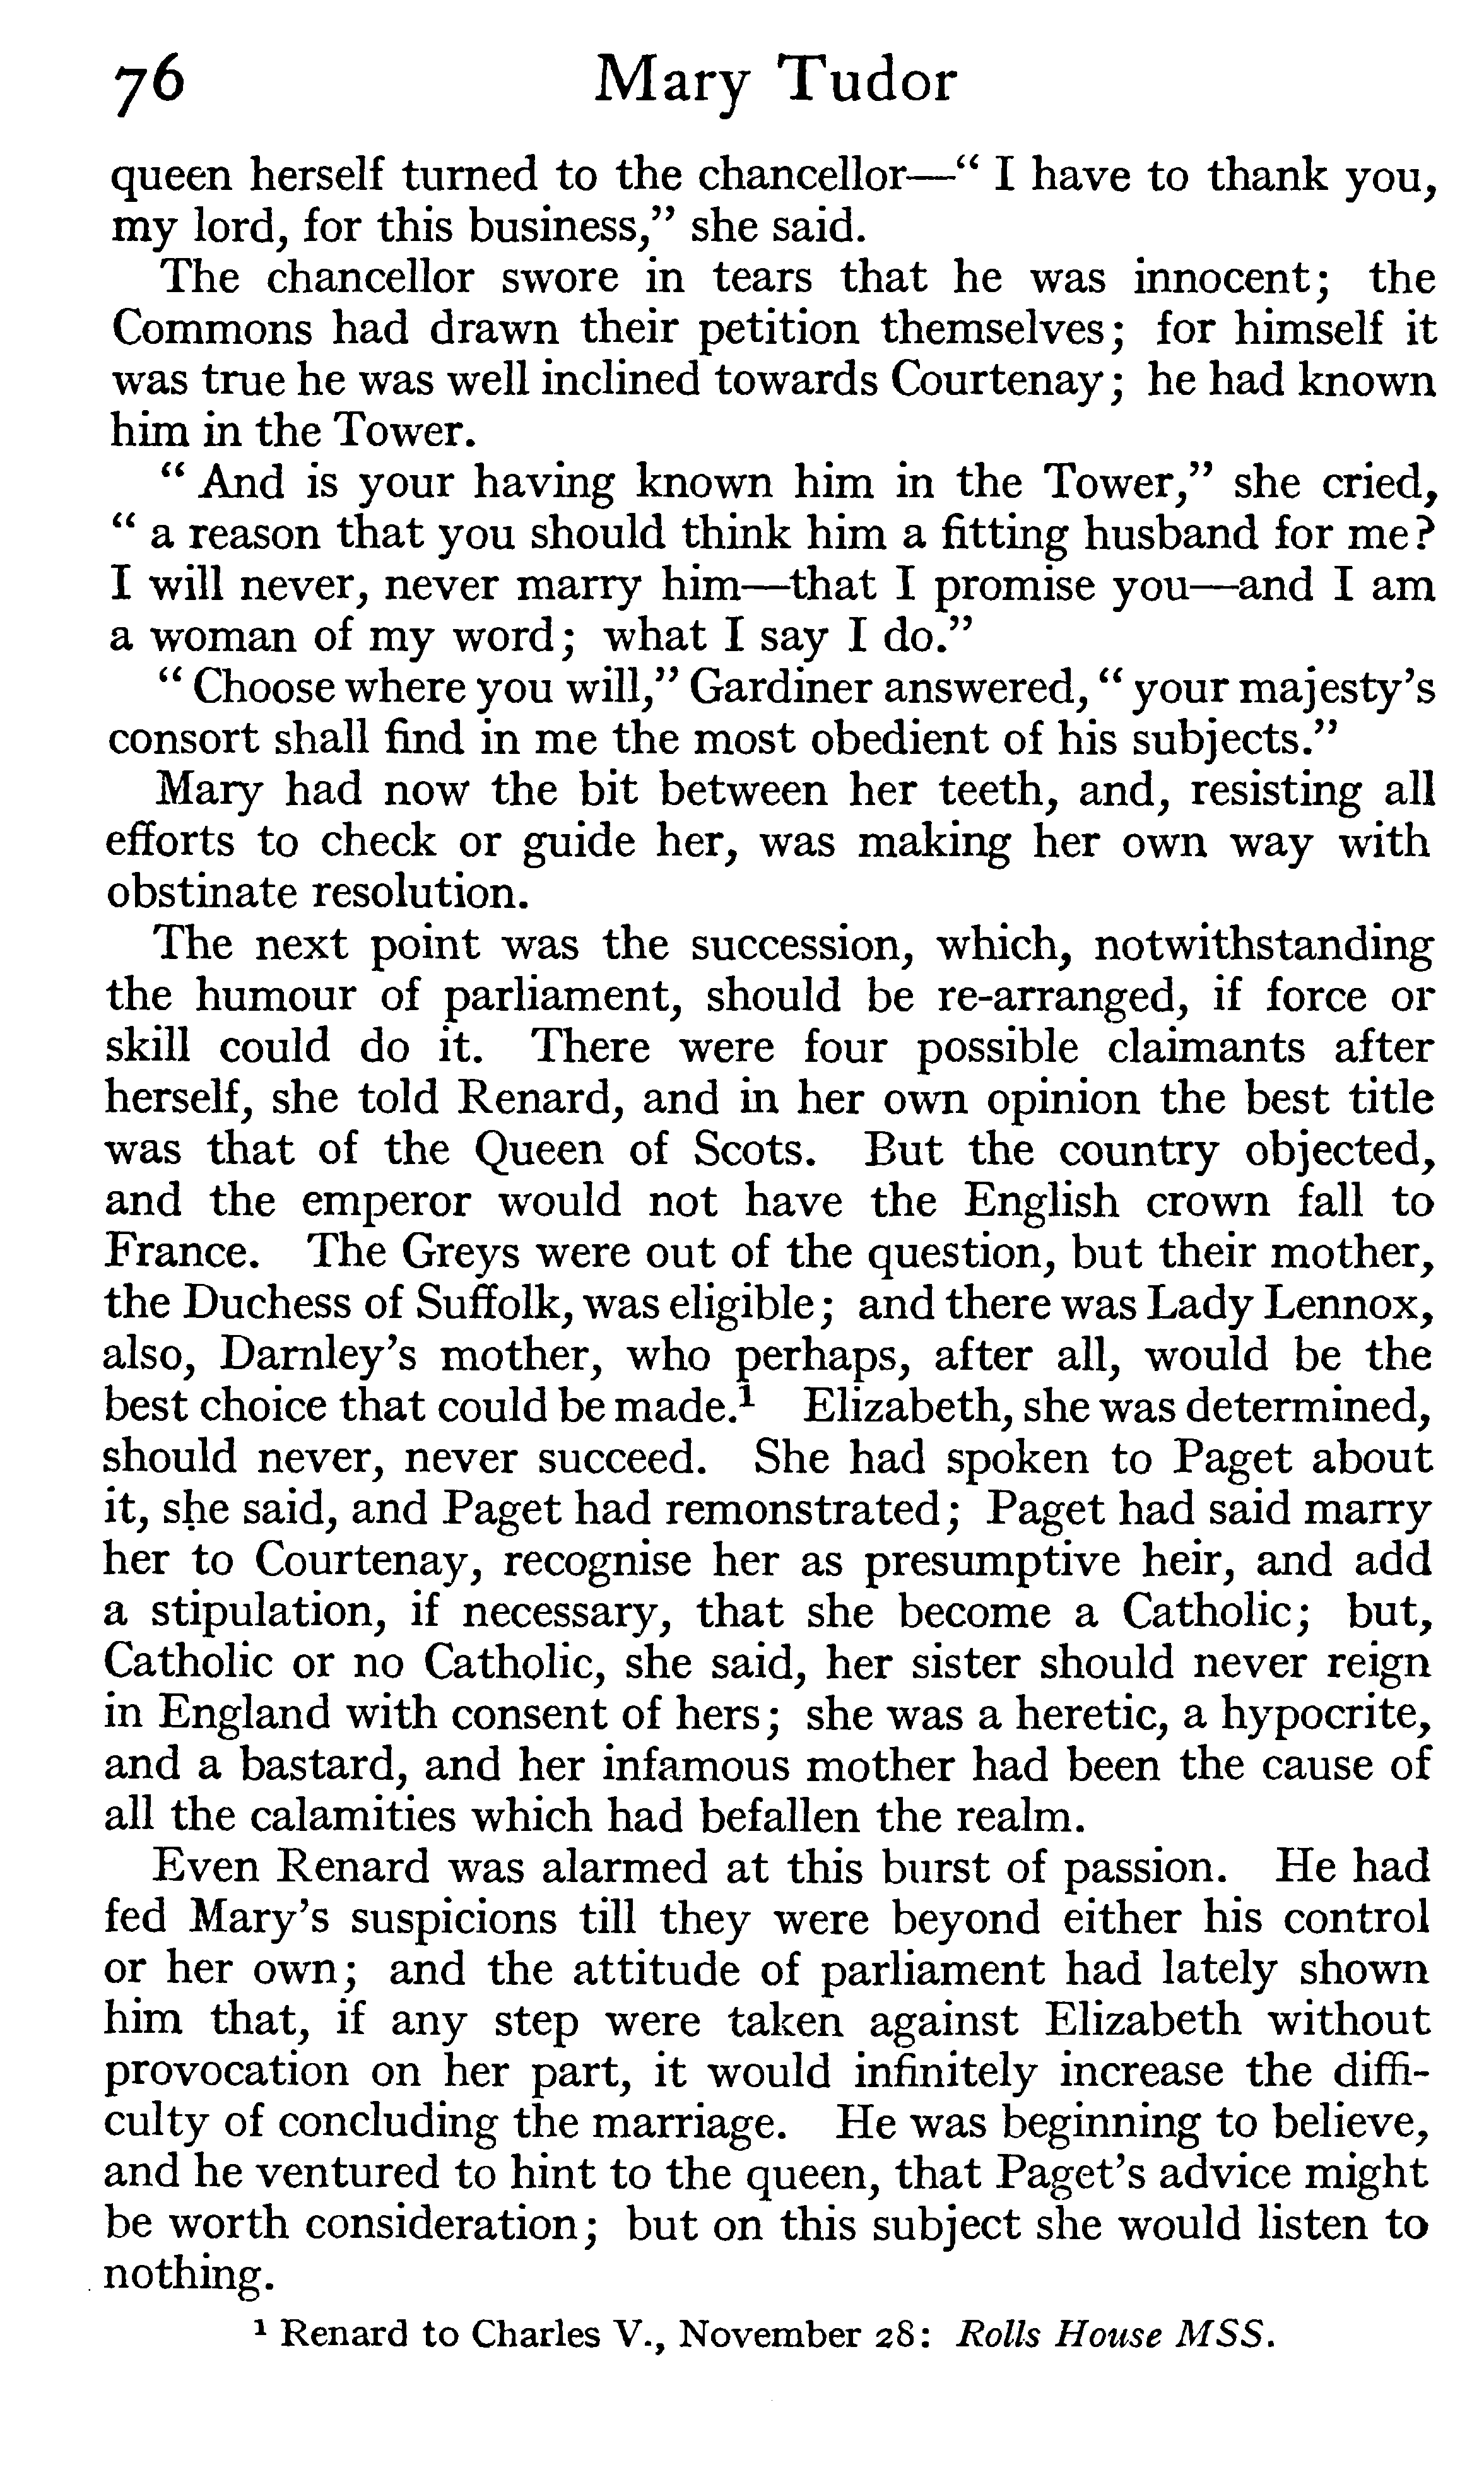 76 Mary Tudor
queen herself turned to the chancellor—“ I have to thank you,
my lord, for this business,” she said.
The chancellor swore in tears that he was innocent; the
Commons had drawn their petition themselves; for himself it
was true he was well inclined towards Courtenay; he had known
him in the Tower.
“ And is your having known him in the Tower,” she cried,
“ a reason that you should think him a fitting husband for me?
I will never, never marry him—that I promise you—and I am
a woman of my word; what I say I do.”
“ Choose where you will,” Gardiner answered, “ your majesty’s
consort shall find in me the most obedient of his subjects.”
Mary had now the bit between her teeth, and, resisting all
efforts to check or guide her, was making her own way with
obstinate resolution.
The next point was the succession, which, notwithstanding
the humour of parliament, should be re-arranged, if force or
skill could do it. There were four possible claimants after
herself, she told Renard, and in her own opinion the best title
was that of the Queen of Scots. But the country objected,
and the emperor would not have the English crown fall to
France. The Greys were out of the question, but their mother,
the Duchess of Suffolk, was eligible; and there was Lady Lennox,
also, Darnley’s mother, who perhaps, after all, would be the
best choice that could be made.¹ Elizabeth, she was determined,
should never, never succeed. She had spoken to Paget about
it, she said, and Paget had remonstrated; Paget had said marry
her to Courtenay, recognise her as presumptive heir, and add
a stipulation, if necessary, that she become a Catholic; but,
Catholic or no Catholic, she said, her sister should never reign
in England with consent of hers; she was a heretic, a hypocrite,
and a bastard, and her infamous mother had been the cause of
all the calamities which had befallen the realm.
Even Renard was alarmed at this burst of passion. He had
fed Mary’s suspicions till they were beyond either his control
or her own; and the attitude of parliament had lately shown
him that, if any step were taken against Elizabeth without
provocation on her part, it would infinitely increase the diffi-
culty of concluding the marriage. He was beginning to believe,
and he ventured to hint to the queen, that Paget’s advice might
be worth consideration; but on this subject she would listen to
nothing.
¹ Renard to Charles V., November 28: Rolls House MSS.